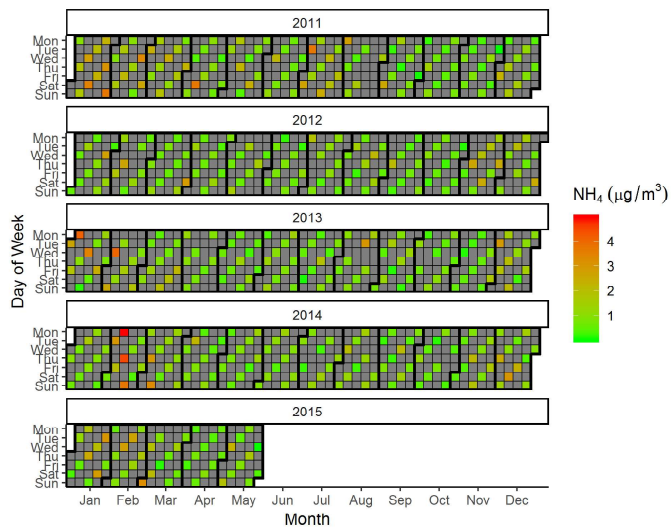 2011
Mon
Tue
Wed
Thu
Fri
Sat
Sun
2012
Mon
Tue
Wed
Thu
Fri
Sat
Sun
2013
Mon
Tue
Wed
Thu
Fri
Sat
Sun
2014
Mon
Tue
Wed
Thu
Fri
Sat
Sun
2015
Mon
Tue
Wed
Thu
Fri
Sat
Sun
Jan Feb Mar Apr May Jun Jul Aug Sep Oct Nov Dec
Month
Day of Week
NH₄ (μg/m³)
4
3
2
1